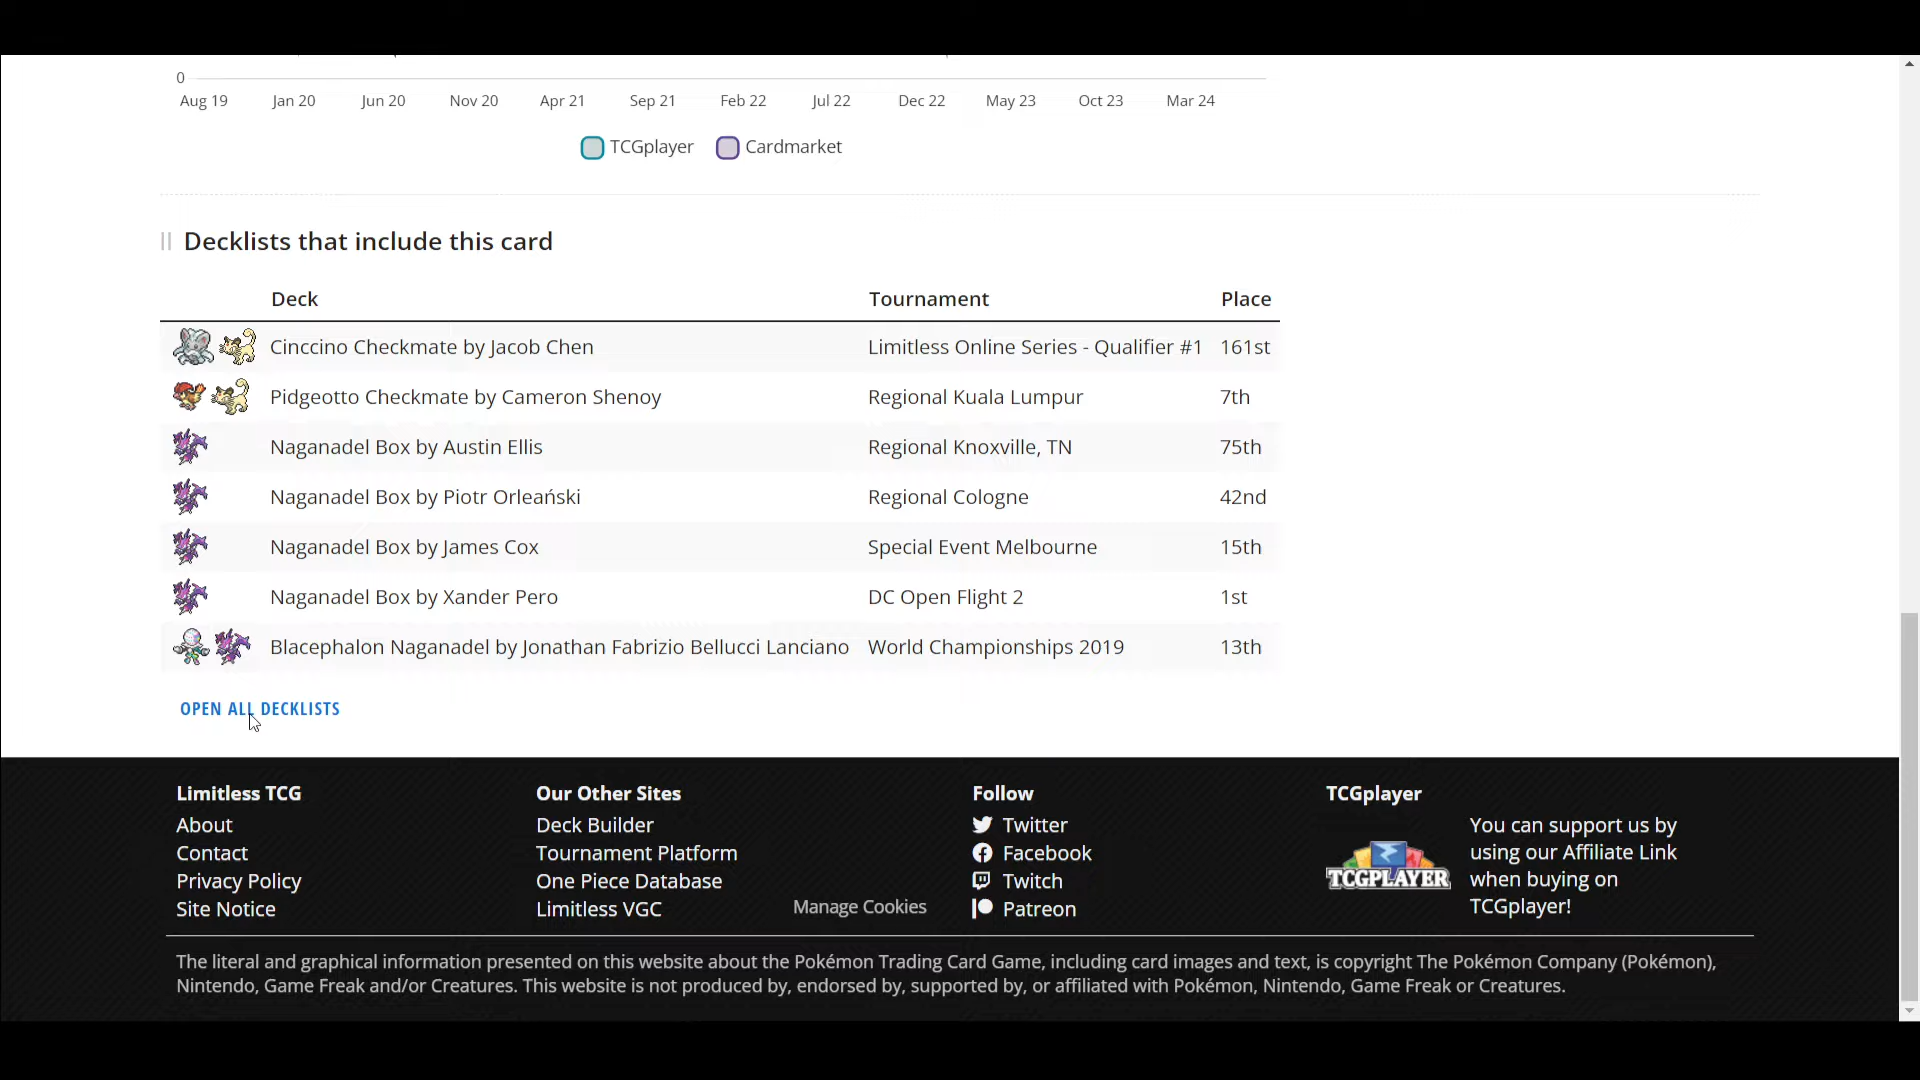 0
Aug 19 Jan 20 Jun 20 Nov 20 Apr 21 Sep 21 Feb 22 Jul 22 Dec 22 May 23 Oct 23 Mar 24
TCGplayer Cardmarket
Decklists that include this card
Deck Tournament Place
Cinccino Checkmate by Jacob Chen Limitless Online Series - Qualifier #1 161st
Pidgeotto Checkmate by Cameron Shenoy Regional Kuala Lumpur 7th
Naganadel Box by Austin Ellis Regional Knoxville, TN 75th
Naganadel Box by Piotr Orleański Regional Cologne 42nd
Naganadel Box by James Cox Special Event Melbourne 15th
Naganadel Box by Xander Pero DC Open Flight 2 1st
Blacephalon Naganadel by Jonathan Fabrizio Bellucci Lanciano World Championships 2019 13th
OPEN ALL DECKLISTS
Limitless TCG
About
Contact
Privacy Policy
Site Notice
Our Other Sites
Deck Builder
Tournament Platform
One Piece Database
Limitless VGC
Manage Cookies
Follow
Twitter
Facebook
Twitch
Patreon
TCGplayer
TCGPLAYER
You can support us by
using our Affiliate Link
when buying on
TCGplayer!
The literal and graphical information presented on this website about the Pokémon Trading Card Game, including card images and text, is copyright The Pokémon Company (Pokémon),
Nintendo, Game Freak and/or Creatures. This website is not produced by, endorsed by, supported by, or affiliated with Pokémon, Nintendo, Game Freak or Creatures.